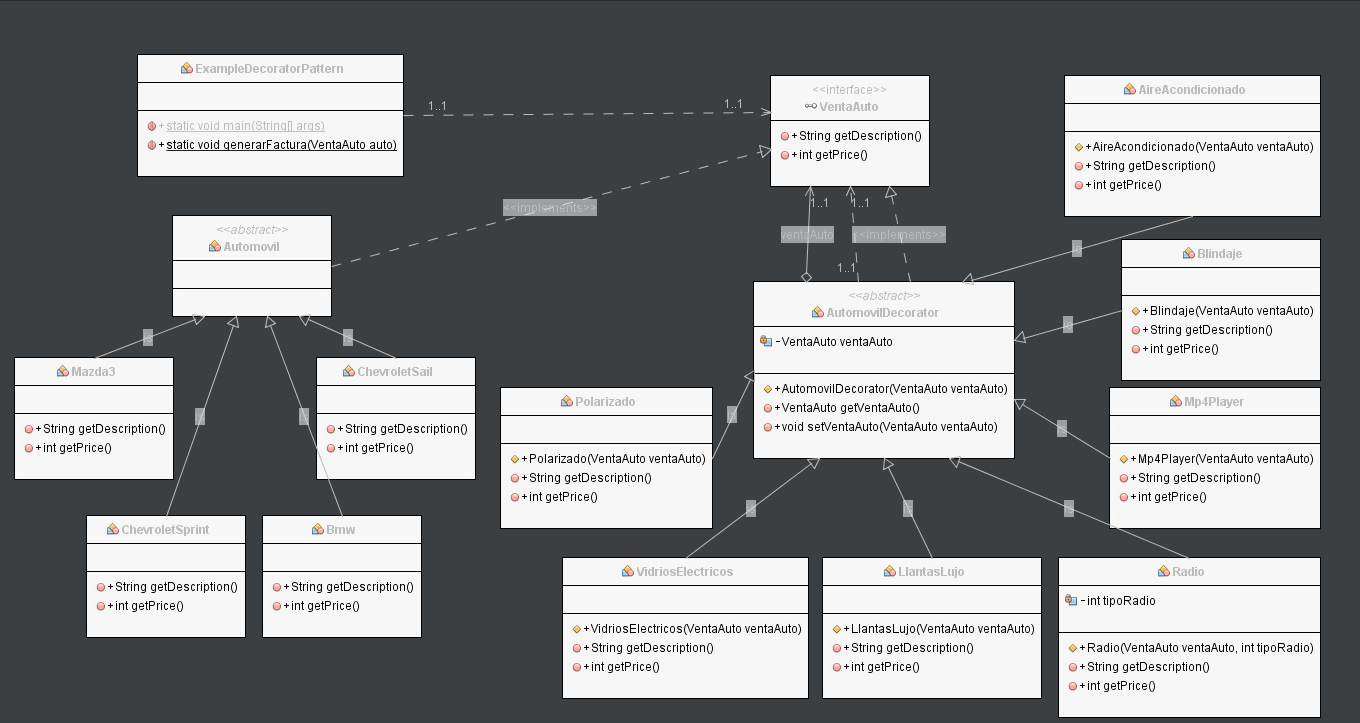 ExampleDecoratorPattern
+static void main(String[] args)
+static void generarFactura(VentaAuto auto)
1..1
1..1
<<interface>>
VentaAuto
+String getDescription()
+int getPrice()
AireAcondicionado
+AireAcondicionado(VentaAuto ventaAuto)
+String getDescription()
+int getPrice()
<<implements>>
1..1
1..1
ventaAuto
<<implements>>
1..1
<<abstract>>
Automovil
Blindaje
+Blindaje(VentaAuto ventaAuto)
+String getDescription()
+int getPrice()
<<abstract>>
AutomovilDecorator
-VentaAuto ventaAuto
+AutomovilDecorator(VentaAuto ventaAuto)
+VentaAuto getVentaAuto()
+void setVentaAuto(VentaAuto ventaAuto)
Mazda3
+String getDescription()
+int getPrice()
ChevroletSail
+String getDescription()
+int getPrice()
Polarizado
+Polarizado(VentaAuto ventaAuto)
+String getDescription()
+int getPrice()
Mp4Player
+Mp4Player(VentaAuto ventaAuto)
+String getDescription()
+int getPrice()
ChevroletSprint
+String getDescription()
+int getPrice()
Bmw
+String getDescription()
+int getPrice()
VidriosElectricos
+VidriosElectricos(VentaAuto ventaAuto)
+String getDescription()
+int getPrice()
LlantasLujo
+LlantasLujo(VentaAuto ventaAuto)
+String getDescription()
+int getPrice()
Radio
-int tipoRadio
+Radio(VentaAuto ventaAuto, int tipoRadio)
+String getDescription()
+int getPrice()